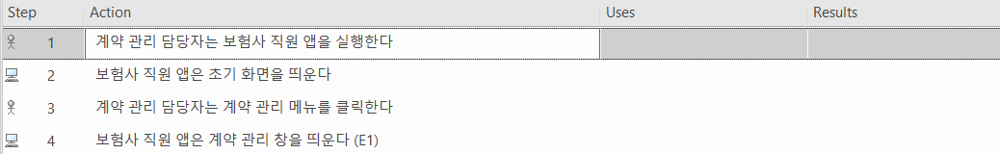 Step Action Uses Results
1 계약 관리 담당자는 보험사 직원 앱을 실행한다
2 보험사 직원 앱은 초기 화면을 띄운다
3 계약 관리 담당자는 계약 관리 메뉴를 클릭한다
4 보험사 직원 앱은 계약 관리 창을 띄운다 (E1)